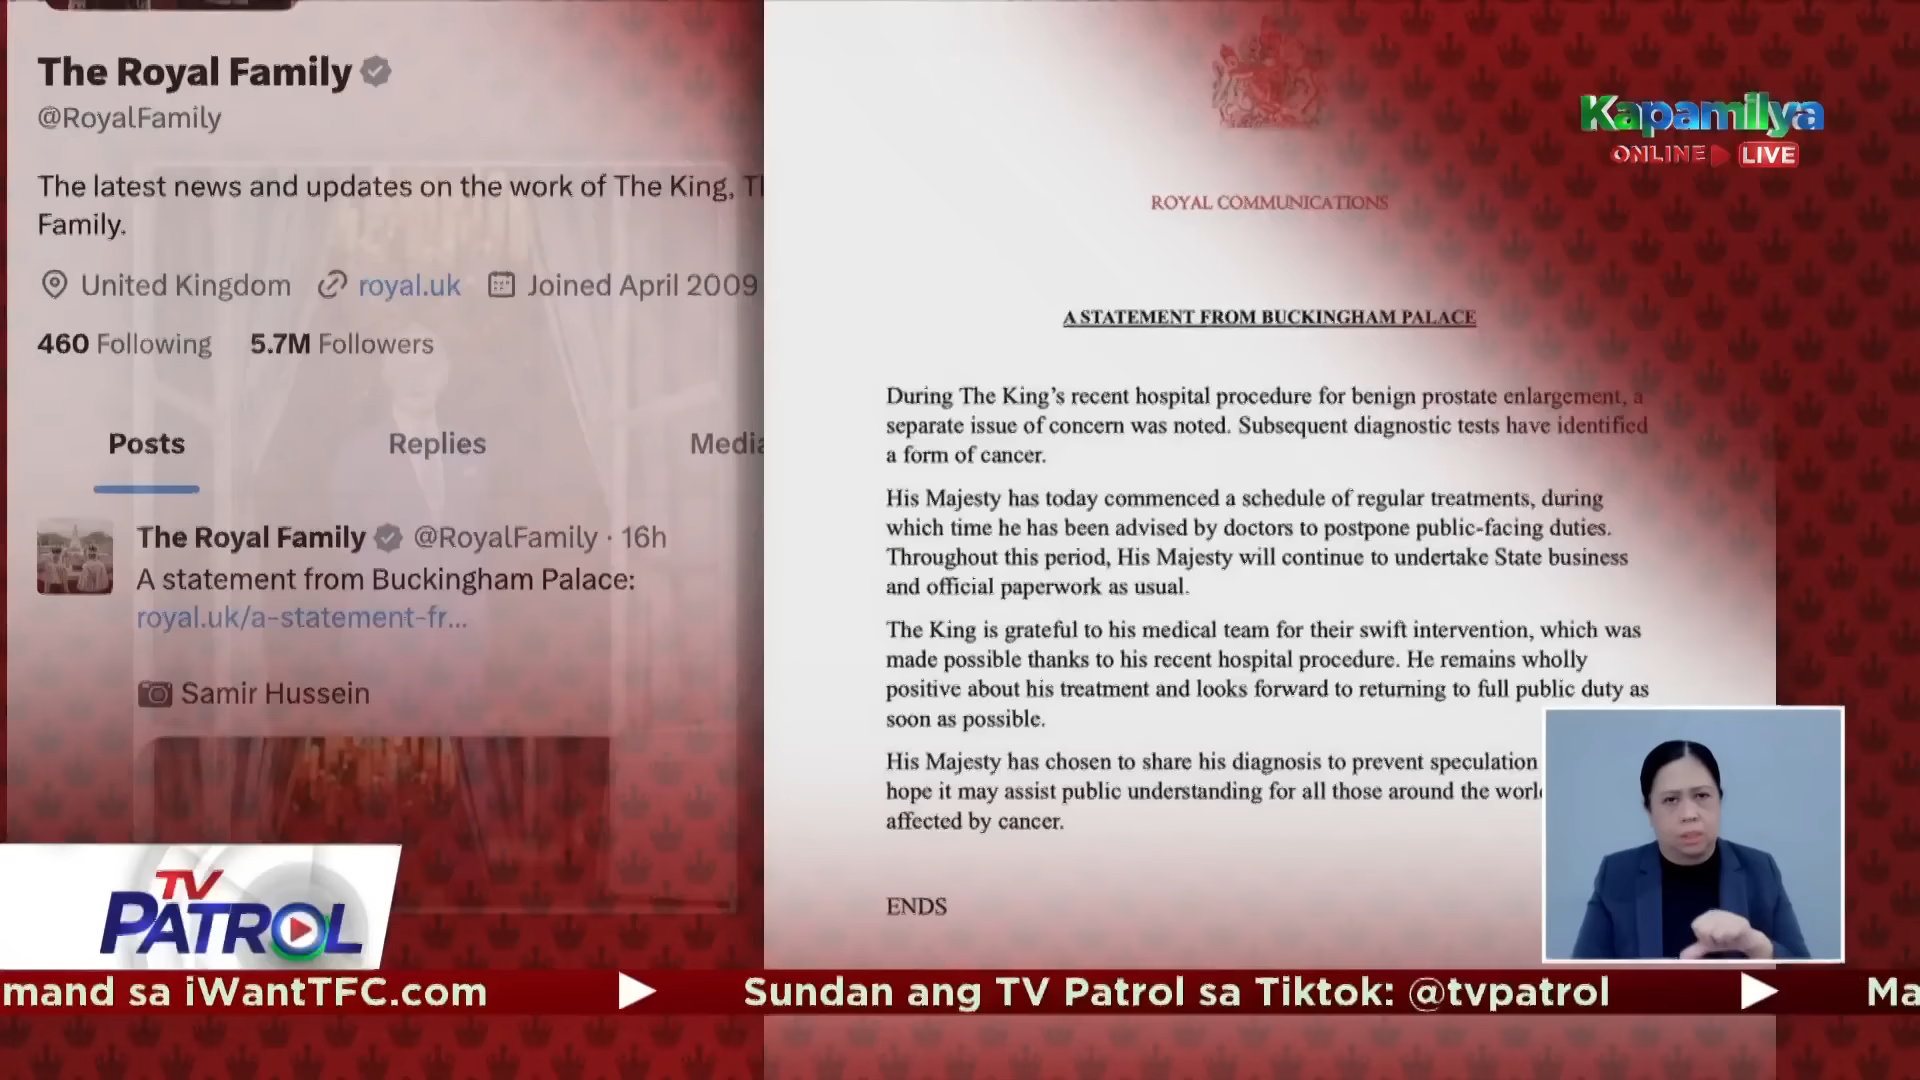 The Royal Family
@RoyalFamily
The latest news and updates on the work of The King,
Family.
United Kingdom royal.uk Joined April 2009
460 Following 5.7M Followers
Posts Replies Media
The Royal Family @RoyalFamily · 16h
A statement from Buckingham Palace:
royal.uk/a-statement-fr...
Samir Hussein
Kapamilya
ONLINE LIVE
ROYAL COMMUNICATIONS
A STATEMENT FROM BUCKINGHAM PALACE
During The King's recent hospital procedure for benign prostate enlargement, a
separate issue of concern was noted. Subsequent diagnostic tests have identified
a form of cancer.
His Majesty has today commenced a schedule of regular treatments, during
which time he has been advised by doctors to postpone public-facing duties.
Throughout this period, His Majesty will continue to undertake State business
and official paperwork as usual.
The King is grateful to his medical team for their swift intervention, which was
made possible thanks to his recent hospital procedure. He remains wholly
positive about his treatment and looks forward to returning to full public duty as
soon as possible.
His Majesty has chosen to share his diagnosis to prevent speculation
hope it may assist public understanding for all those around the world
affected by cancer.
ENDS
TV
PATROL
mand sa iWantTFC.com Sundan ang TV Patrol sa Tiktok: @tvpatrol Ma